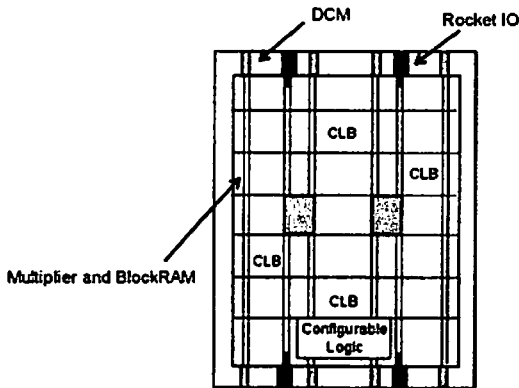 DCM
Rocket IO
CLB
CLB
CLB
Multiplier and BlockRAM
CLB
Configurable
Logic